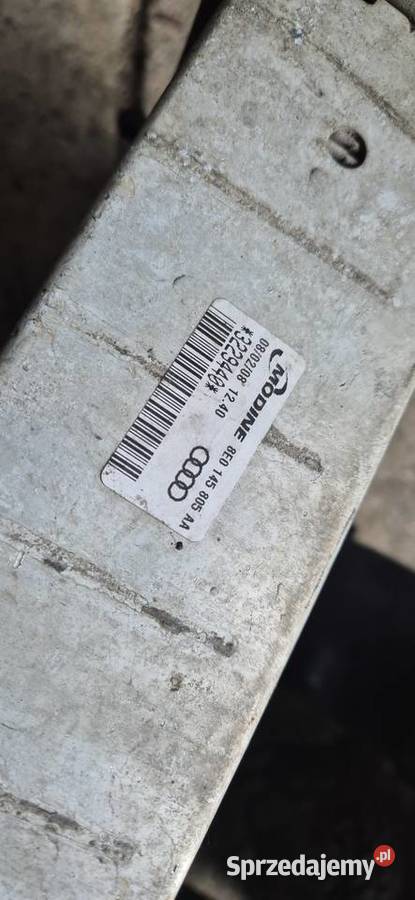 MODINE
08/02/08 12:40
*3229440*
8E0 145 805 AA
Sprzedajemy.pl